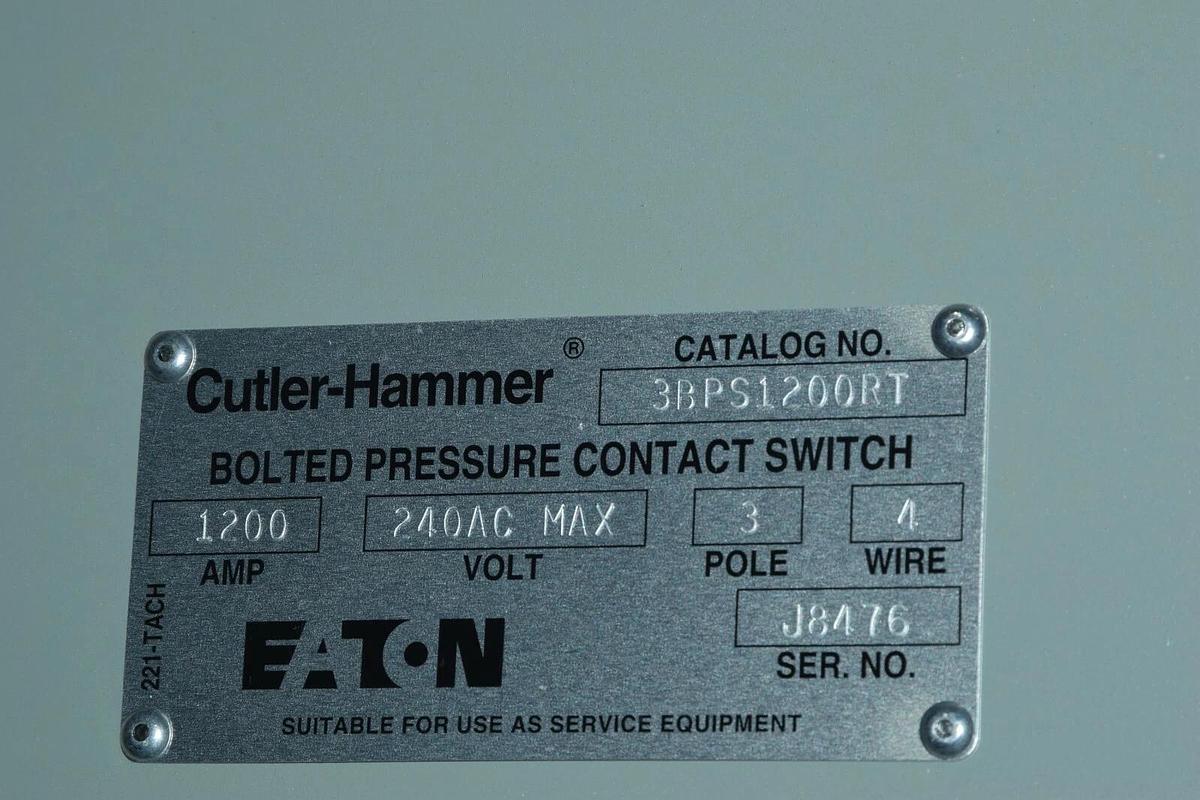 Cutler-Hammer ®
CATALOG NO.
3BPS1200RT
BOLTED PRESSURE CONTACT SWITCH
1200 240AC MAX 3 4
AMP VOLT POLE WIRE
221-TACH
J8476
SER. NO.
EATON
SUITABLE FOR USE AS SERVICE EQUIPMENT